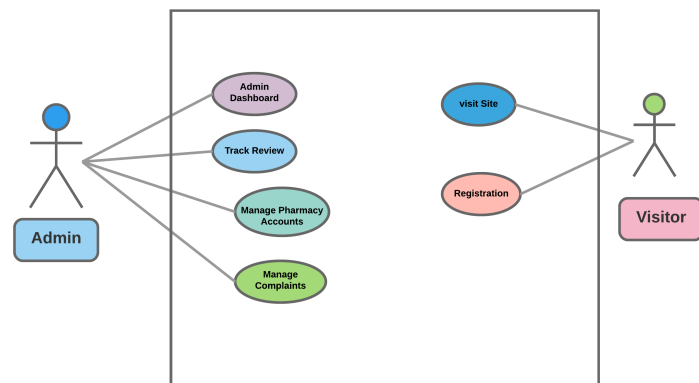 Admin
Dashboard
visit Site
Track Review
Registration
Manage Pharmacy
Accounts
Admin
Visitor
Manage
Complaints